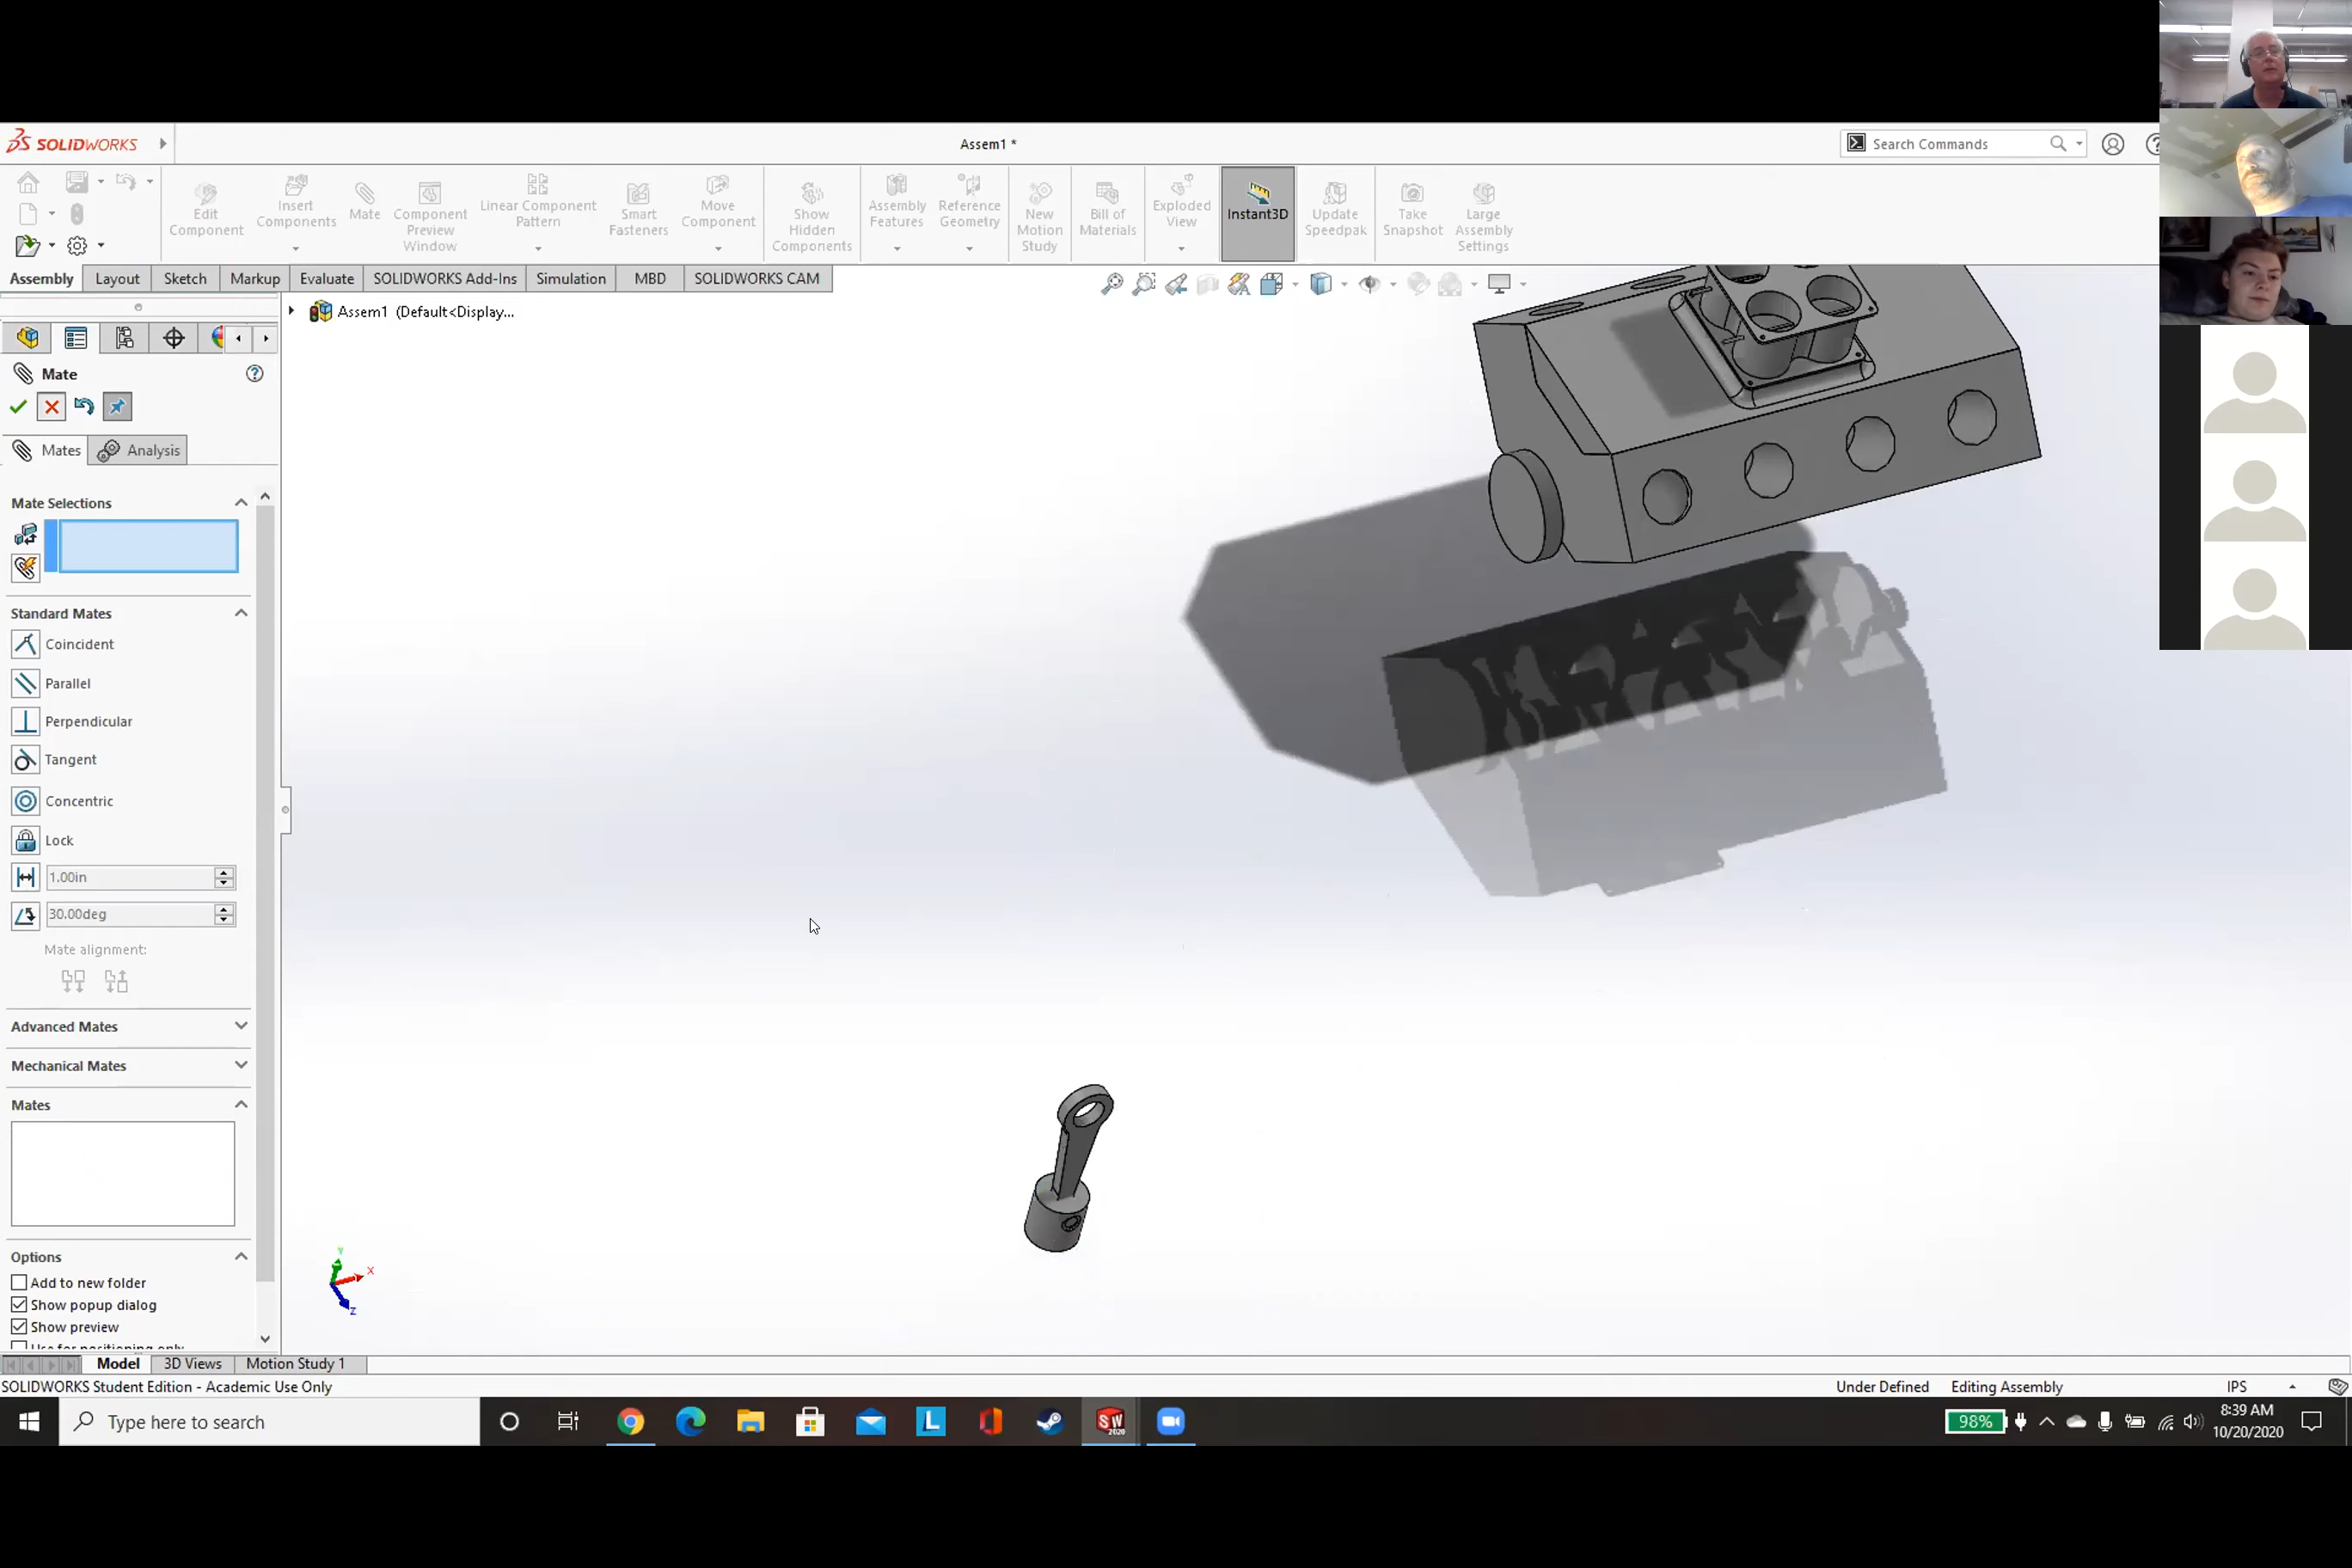 SOLIDWORKS
Assem1 *
Search Commands
Edit Component
Insert Components
Mate
Component Preview Window
Linear Component Pattern
Smart Fasteners
Move Component
Show Hidden Components
Assembly Features
Reference Geometry
New Motion Study
Bill of Materials
Exploded View
Instant3D
Update Speedpak
Take Snapshot
Large Assembly Settings
Assembly
Layout
Sketch
Markup
Evaluate
SOLIDWORKS Add-Ins
Simulation
MBD
SOLIDWORKS CAM
Assem1 (Default<Display...
Mate
Mates
Analysis
Mate Selections
Standard Mates
Coincident
Parallel
Perpendicular
Tangent
Concentric
Lock
1.00in
30.00deg
Mate alignment:
Advanced Mates
Mechanical Mates
Mates
Options
Add to new folder
Show popup dialog
Show preview
Use for positioning only
Y
X
Z
Model
3D Views
Motion Study 1
SOLIDWORKS Student Edition - Academic Use Only
Under Defined
Editing Assembly
IPS
Type here to search
L
SW
2020
98%
8:39 AM
10/20/2020